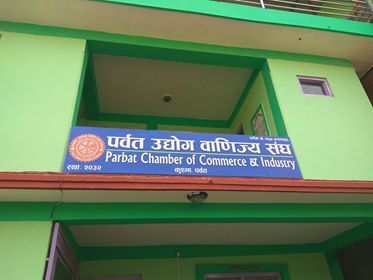 पर्वत उद्योग वाणिज्य संघ
Parbat Chamber of Commerce & Industry
स्था २०३२
कुश्मा पर्वत